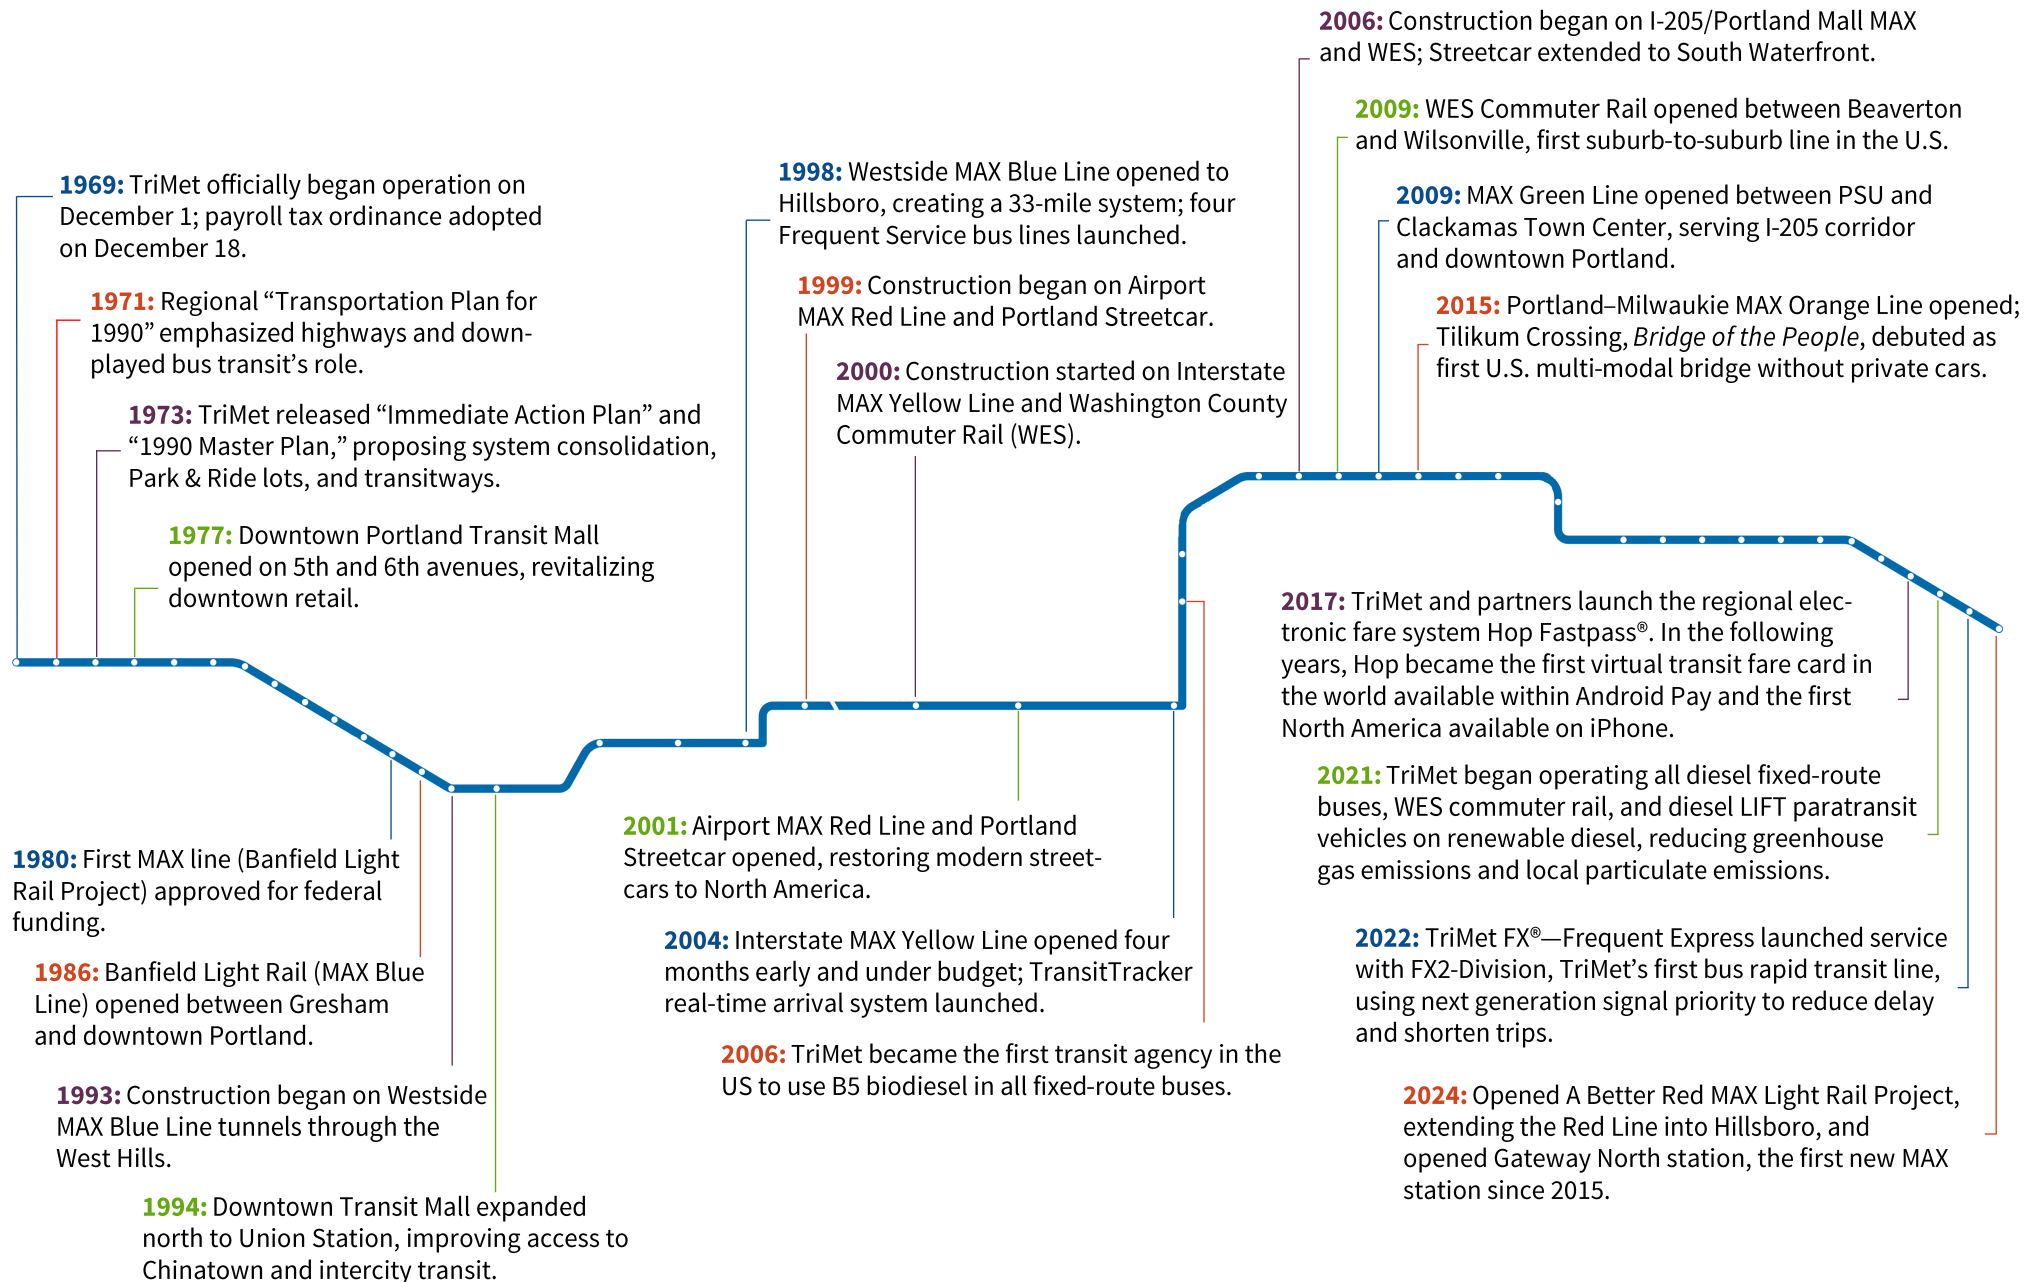 1969: TriMet officially began operation on
December 1; payroll tax ordinance adopted
on December 18.
1971: Regional “Transportation Plan for
1990” emphasized highways and down-
played bus transit’s role.
1973: TriMet released “Immediate Action Plan” and
“1990 Master Plan,” proposing system consolidation,
Park & Ride lots, and transitways.
1977: Downtown Portland Transit Mall
opened on 5th and 6th avenues, revitalizing
downtown retail.
1980: First MAX line (Banfield Light
Rail Project) approved for federal
funding.
1986: Banfield Light Rail (MAX Blue
Line) opened between Gresham
and downtown Portland.
1993: Construction began on Westside
MAX Blue Line tunnels through the
West Hills.
1994: Downtown Transit Mall expanded
north to Union Station, improving access to
Chinatown and intercity transit.
1998: Westside MAX Blue Line opened to
Hillsboro, creating a 33-mile system; four
Frequent Service bus lines launched.
1999: Construction began on Airport
MAX Red Line and Portland Streetcar.
2000: Construction started on Interstate
MAX Yellow Line and Washington County
Commuter Rail (WES).
2001: Airport MAX Red Line and Portland
Streetcar opened, restoring modern street-
cars to North America.
2004: Interstate MAX Yellow Line opened four
months early and under budget; TransitTracker
real-time arrival system launched.
2006: TriMet became the first transit agency in the
US to use B5 biodiesel in all fixed-route buses.
2006: Construction began on I-205/Portland Mall MAX
and WES; Streetcar extended to South Waterfront.
2009: WES Commuter Rail opened between Beaverton
and Wilsonville, first suburb-to-suburb line in the U.S.
2009: MAX Green Line opened between PSU and
Clackamas Town Center, serving I-205 corridor
and downtown Portland.
2015: Portland–Milwaukie MAX Orange Line opened;
Tilikum Crossing, Bridge of the People, debuted as
first U.S. multi-modal bridge without private cars.
2017: TriMet and partners launch the regional elec-
tronic fare system Hop Fastpass®. In the following
years, Hop became the first virtual transit fare card in
the world available within Android Pay and the first
North America available on iPhone.
2021: TriMet began operating all diesel fixed-route
buses, WES commuter rail, and diesel LIFT paratransit
vehicles on renewable diesel, reducing greenhouse
gas emissions and local particulate emissions.
2022: TriMet FX®—Frequent Express launched service
with FX2-Division, TriMet’s first bus rapid transit line,
using next generation signal priority to reduce delay
and shorten trips.
2024: Opened A Better Red MAX Light Rail Project,
extending the Red Line into Hillsboro, and
opened Gateway North station, the first new MAX
station since 2015.